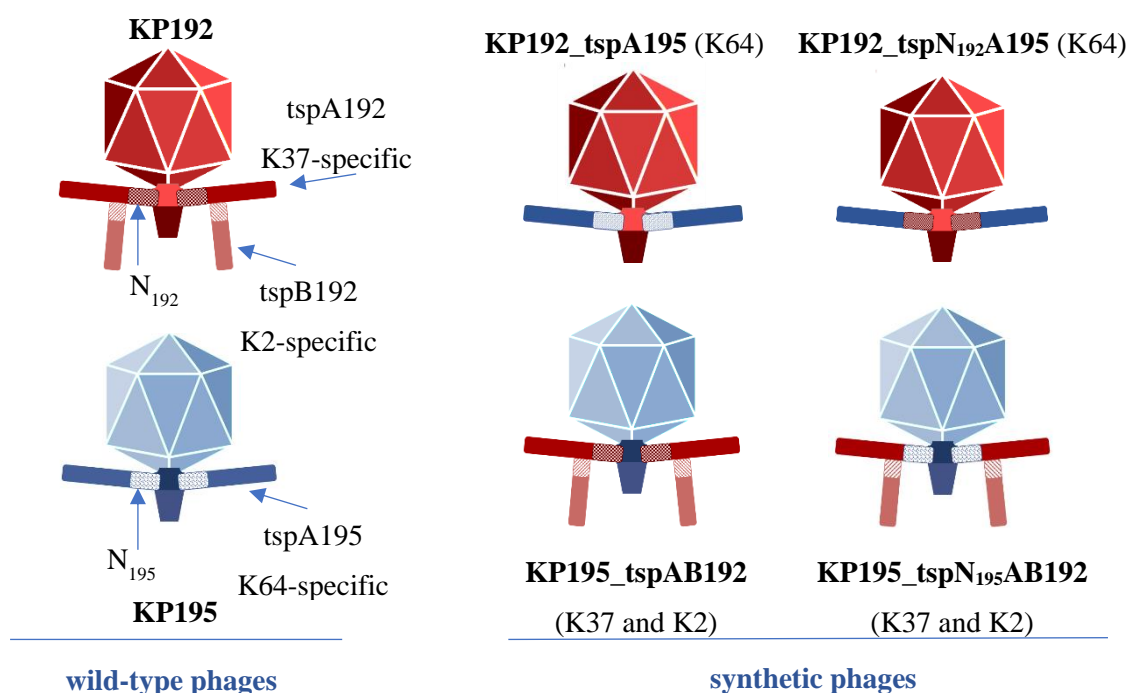 KP192
tspA192
K37-specific
N192
tspB192
K2-specific
N195
tspA195
K64-specific
KP195
wild-type phages
KP192_tspA195 (K64)
KP192_tspN192A195 (K64)
KP195_tspAB192
(K37 and K2)
KP195_tspN195AB192
(K37 and K2)
synthetic phages